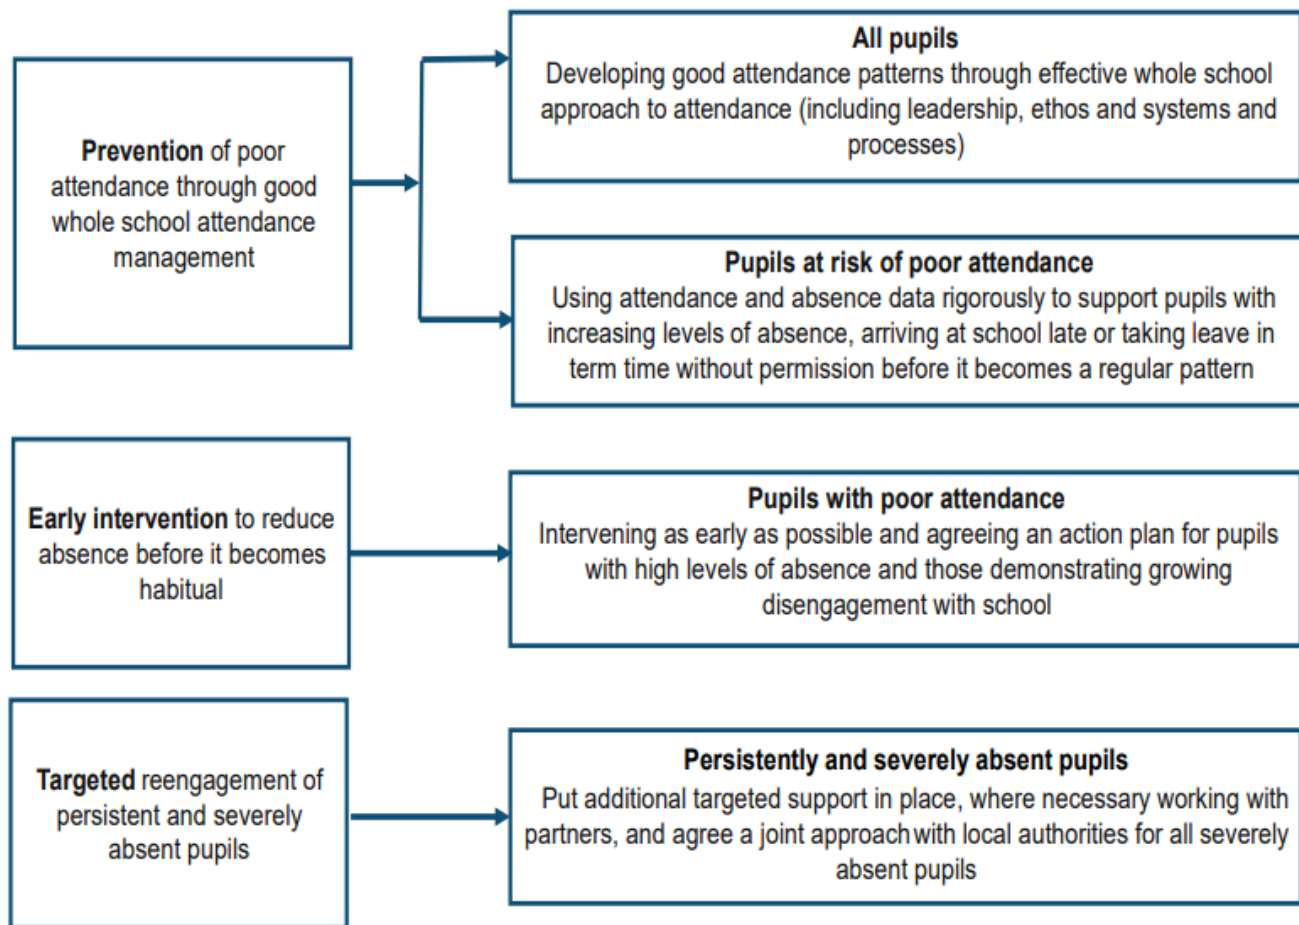 Prevention of poor
attendance through good
whole school attendance
management
All pupils
Developing good attendance patterns through effective whole school
approach to attendance (including leadership, ethos and systems and
processes)
Pupils at risk of poor attendance
Using attendance and absence data rigorously to support pupils with
increasing levels of absence, arriving at school late or taking leave in
term time without permission before it becomes a regular pattern
Early intervention to reduce
absence before it becomes
habitual
Pupils with poor attendance
Intervening as early as possible and agreeing an action plan for pupils
with high levels of absence and those demonstrating growing
disengagement with school
Targeted reengagement of
persistent and severely
absent pupils
Persistently and severely absent pupils
Put additional targeted support in place, where necessary working with
partners, and agree a joint approach with local authorities for all severely
absent pupils